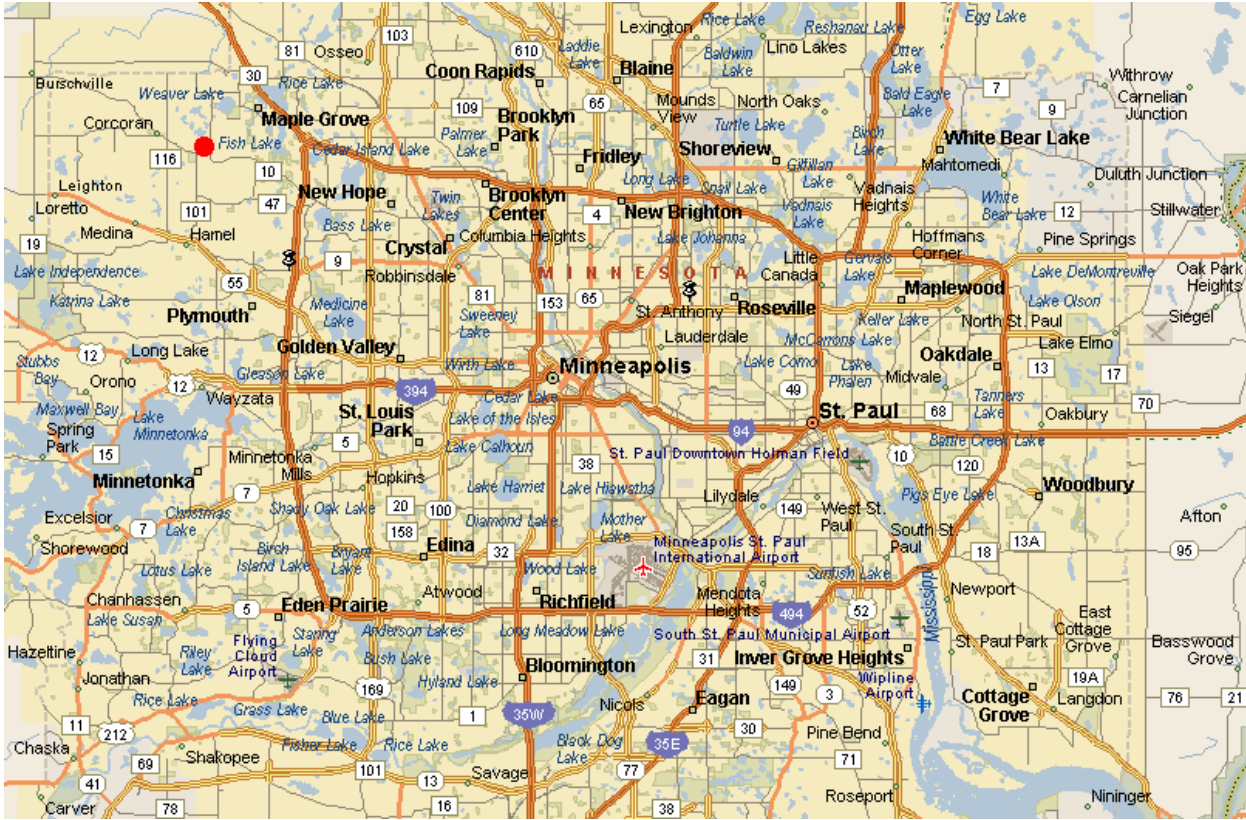 Lexington
Rice Lake
Reshanau Lake
Egg Lake
103
81
Osseo
610
Laddie
Lake
Baldwin
Lake
Lino Lakes
Otter
Lake
Burschville
30
Rice Lake
Coon Rapids
Blaine
Withrow
Weaver Lake
109
65
Mounds
View
North Oaks
Bald Eagle
Lake
7
9
Carnelian
Junction
Corcoran
Maple Grove
Brooklyn
Park
Palmer
Lake
Turtle Lake
Birch
Lake
White Bear Lake
Fish Lake
Cedar Island Lake
Fridley
Shoreview
Gilfillan
Lake
Mahtomedi
116
10
Long Lake
Snail Lake
Duluth Junction
Leighton
New Hope
Brooklyn
Center
Twin
Lakes
Vadnais
Heights
White
Bear Lake
Loretto
101
47
4
New Brighton
Vadnais
Lake
12
Stillwater
Medina
Hamel
Bass Lake
Crystal
Columbia Heights
Lake Johanna
Hoffmans
Corner
Pine Springs
19
9
Robbinsdale
MINNESOTA
Little
Canada
Gervais
Lake
Lake DeMontreville
Oak Park
Heights
Lake Independence
55
Katrina Lake
Medicine
Lake
81
153
65
St. Anthony
Roseville
Maplewood
Lake Olson
Plymouth
Sweeney
Lake
Lauderdale
Keller Lake
North St. Paul
Siegel
12
Long Lake
Golden Valley
McCarrons Lake
Lake Elmo
Stubbs
Bay
Wirth Lake
Minneapolis
Lake Como
Lake
Phalen
Oakdale
Orono
12
Gleason Lake
394
Midvale
13
17
Wayzata
Cedar Lake
49
Tanners
Lake
Maxwell Bay
Lake
Minnetonka
St. Louis
Park
Lake of the Isles
St. Paul
68
Oakbury
70
Spring
Park
5
94
Battle Creek Lake
15
Minnetonka
Mills
Lake Calhoun
St. Paul Downtown Holman Field
10
120
Minnetonka
Hopkins
38
7
Lake Harriet
Lake Hiawatha
Lilydale
Pigs Eye Lake
Woodbury
Excelsior
7
Christmas
Lake
Shady Oak Lake
20
100
Diamond Lake
Mother
Lake
149
West St.
Paul
South St.
Paul
Afton
158
Shorewood
Birch
Island Lake
Bryant
Lake
Edina
32
Minneapolis St. Paul
International Airport
18
13A
95
Lotus Lake
Wood Lake
Sunfish Lake
Chanhassen
Atwood
Richfield
Mendota
Heights
Mississippi
Newport
5
Eden Prairie
494
52
East
Cottage
Grove
Lake Susan
Staring
Lake
Anderson Lakes
Long Meadow Lake
South St. Paul Municipal Airport
St. Paul Park
Basswood
Grove
Hazeltine
Riley
Lake
Flying
Cloud
Airport
Bush Lake
Bloomington
31
Inver Grove Heights
Jonathan
Hyland Lake
149
3
Wipline
Airport
19A
Rice Lake
169
Eagan
Cottage
Grove
Langdon
Grass Lake
Blue Lake
1
35W
Nicols
76
21
11
212
Fisher Lake
Rice Lake
Black Dog
Lake
35E
30
Pine Bend
Chaska
69
Shakopee
101
13
Savage
77
71
41
Carver
78
16
38
Roseport
Nininger